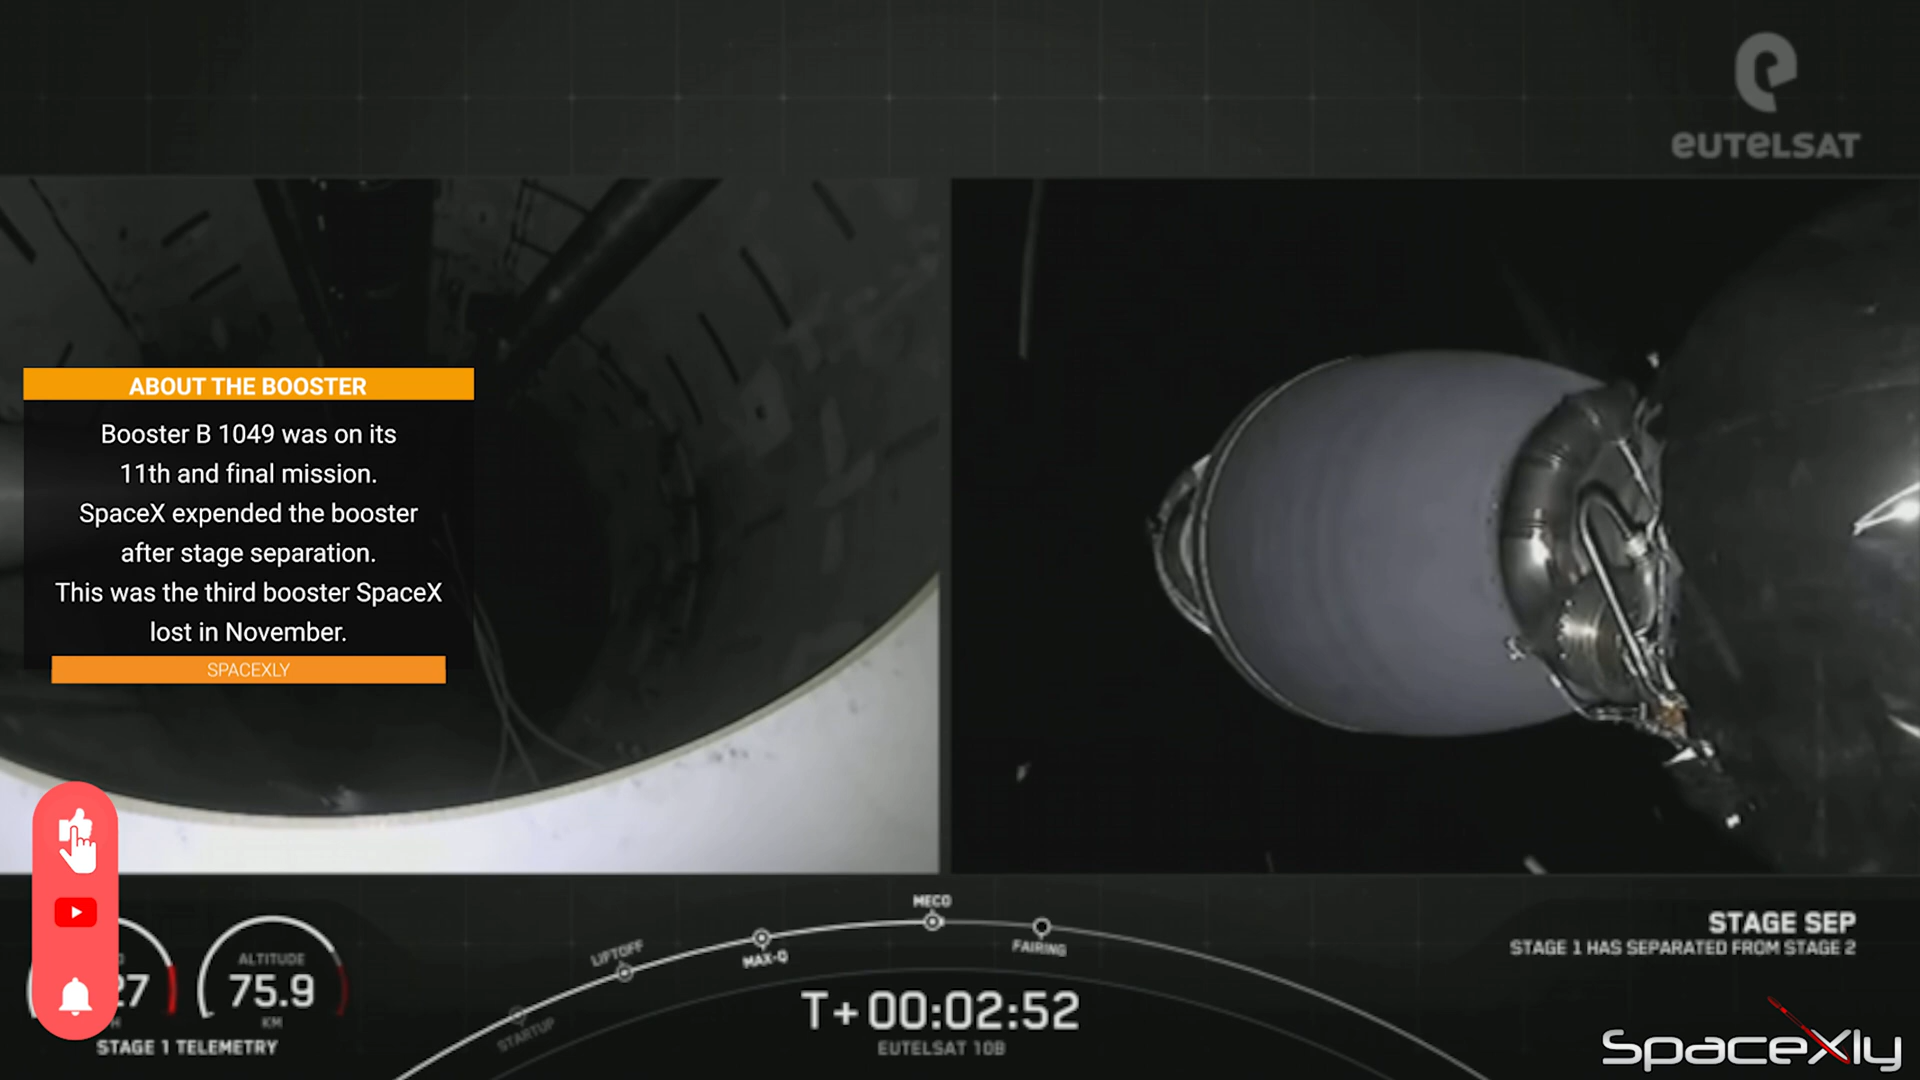 eUTeLSAT
ABOUT THE BOOSTER
Booster B 1049 was on its
11th and final mission.
SpaceX expended the booster
after stage separation.
This was the third booster SpaceX
lost in November.
SPACEXLY
27
ALTITUDE
75.9
KM
STAGE 1 TELEMETRY
STARTUP
LIFTOFF
MAX-Q
MECO
FAIRING
T+00:02:52
EUTELSAT 10B
STAGE SEP
STAGE 1 HAS SEPARATED FROM STAGE 2
SpaceXly